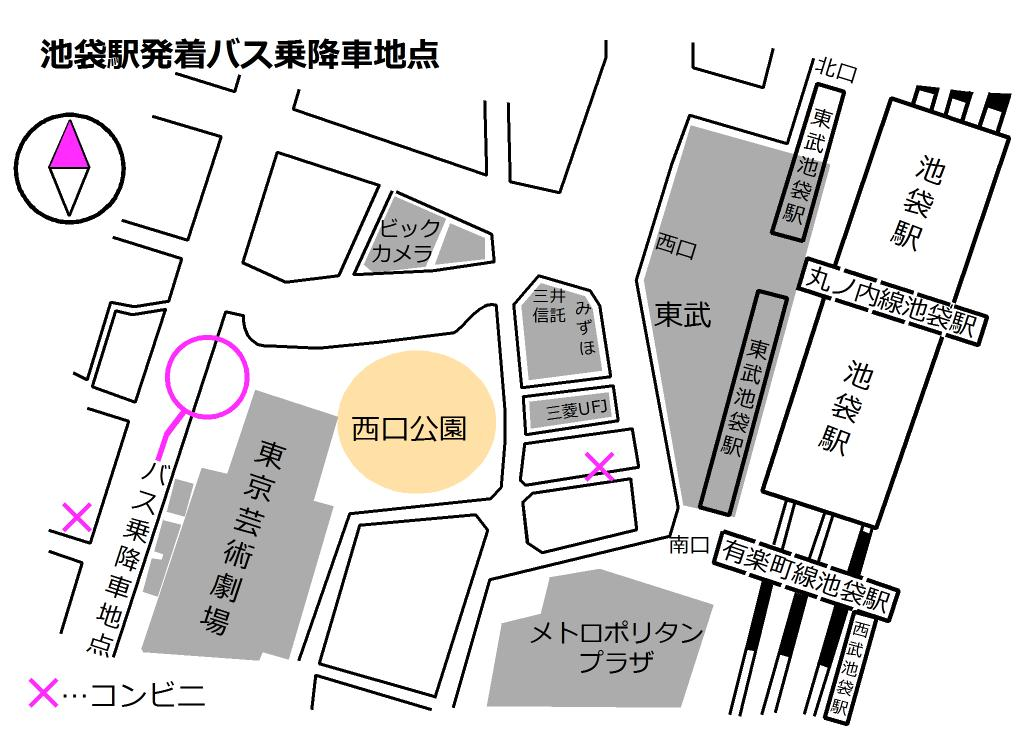 池袋駅発着バス乗降車地点
北口
東武池袋駅
池袋駅
ビック
カメラ
西口
丸ノ内線池袋駅
三井
信託
みずほ
東武
東武池袋駅
池袋駅
三菱UFJ
西口公園
東京芸術劇場
バス乗降車地点
南口
有楽町線池袋駅
西武池袋駅
メトロポリタン
プラザ
…コンビニ